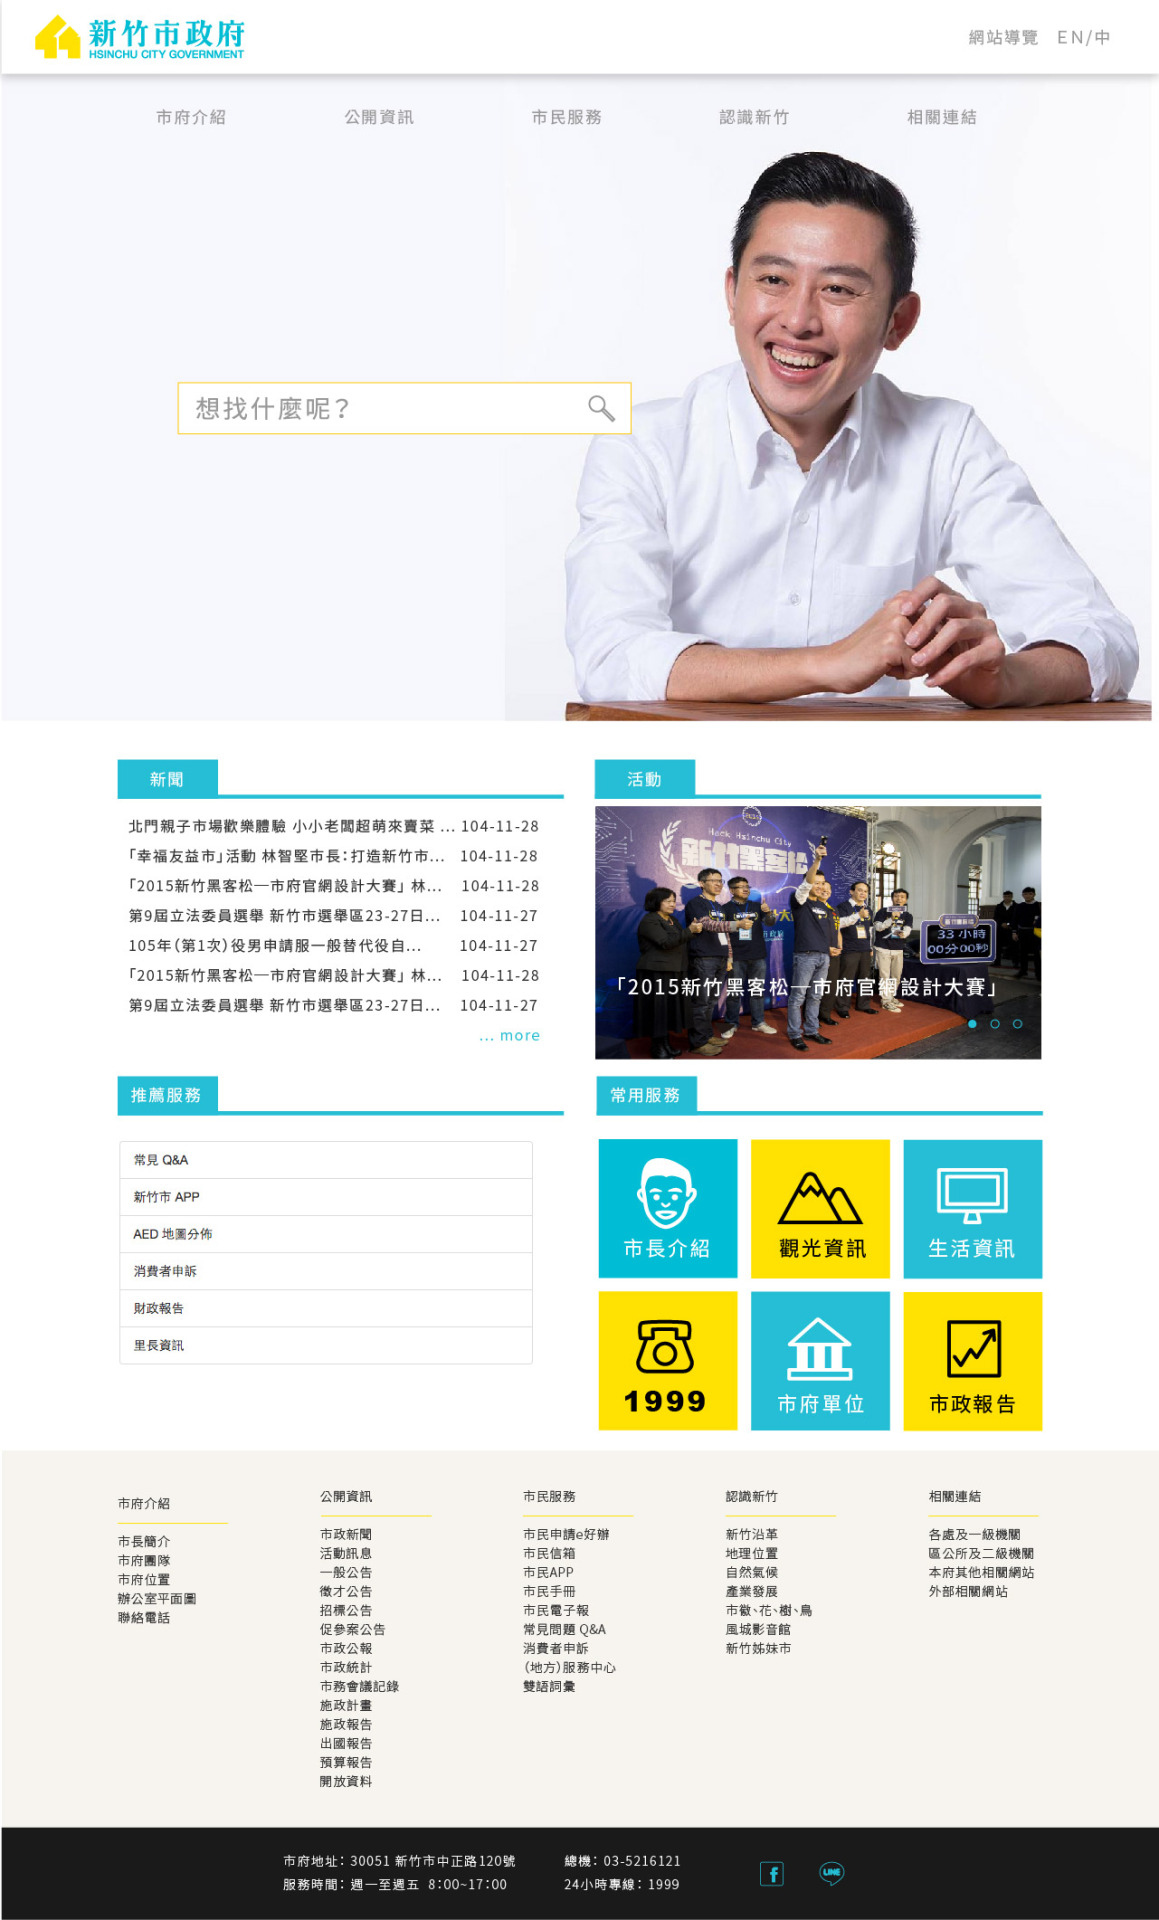 新竹市政府
HSINCHU CITY GOVERNMENT
網站導覽 EN/中
市府介紹 公開資訊 市民服務 認識新竹 相關連結
想找什麼呢？
新聞
北門親子市場歡樂體驗 小小老闆超萌來賣菜 ... 104-11-28
「幸福友益市」活動 林智堅市長：打造新竹市... 104-11-28
「2015新竹黑客松─市府官網設計大賽」 林... 104-11-28
第9屆立法委員選舉 新竹市選舉區23-27日... 104-11-27
105年（第1次）役男申請服一般替代役自... 104-11-27
「2015新竹黑客松─市府官網設計大賽」 林... 104-11-28
第9屆立法委員選舉 新竹市選舉區23-27日... 104-11-27
... more
活動
Hack Hsinchu City
新竹黑客松
33 小時
00分00秒
「2015新竹黑客松─市府官網設計大賽」
推薦服務
常見 Q&A
新竹市 APP
AED 地圖分佈
消費者申訴
財政報告
里長資訊
常用服務
市長介紹 觀光資訊 生活資訊
1999 市府單位 市政報告
市府介紹
市長簡介
市府團隊
市府位置
辦公室平面圖
聯絡電話
公開資訊
市政新聞
活動訊息
一般公告
徵才公告
招標公告
促參案公告
市政公報
市政統計
市務會議記錄
施政計畫
施政報告
出國報告
預算報告
開放資料
市民服務
市民申請e好辦
市民信箱
市民APP
市民手冊
市民電子報
常見問題 Q&A
消費者申訴
（地方）服務中心
雙語詞彙
認識新竹
新竹沿革
地理位置
自然氣候
產業發展
市徽、花、樹、鳥
風城影音館
新竹姊妹市
相關連結
各處及一級機關
區公所及二級機關
本府其他相關網站
外部相關網站
市府地址： 30051 新竹市中正路120號
服務時間： 週一至週五 8：00~17：00
總機： 03-5216121
24小時專線： 1999
f
LINE